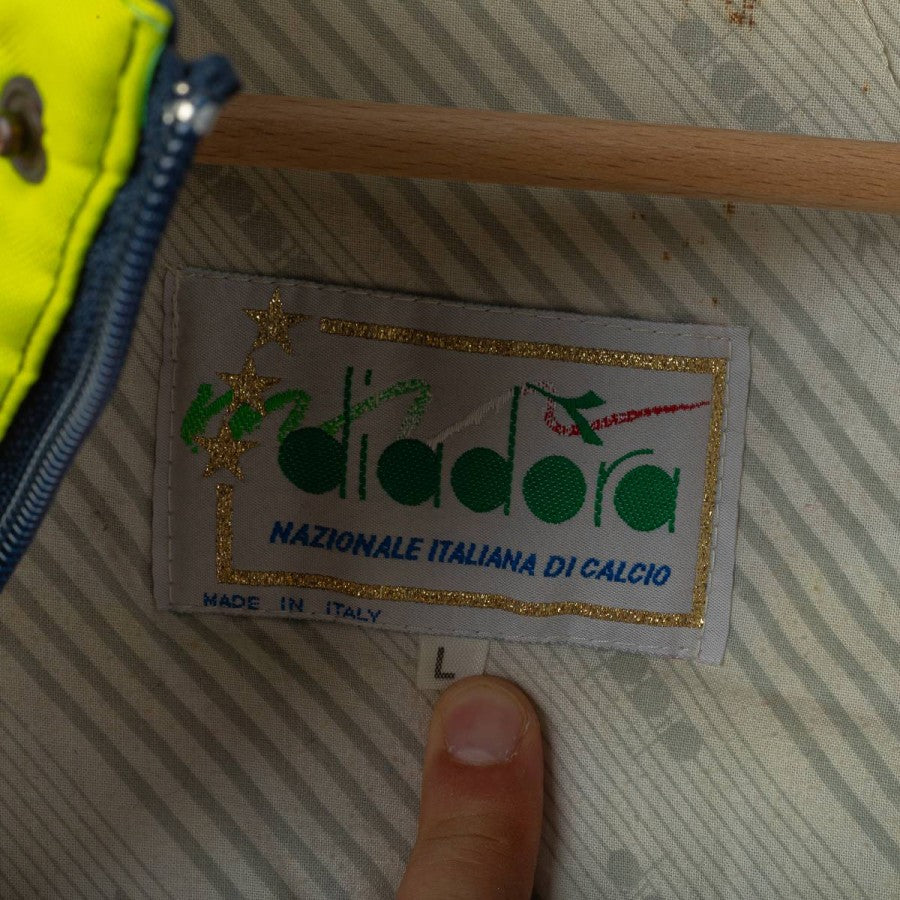 diadora
NAZIONALE ITALIANA DI CALCIO
MADE IN ITALY
L